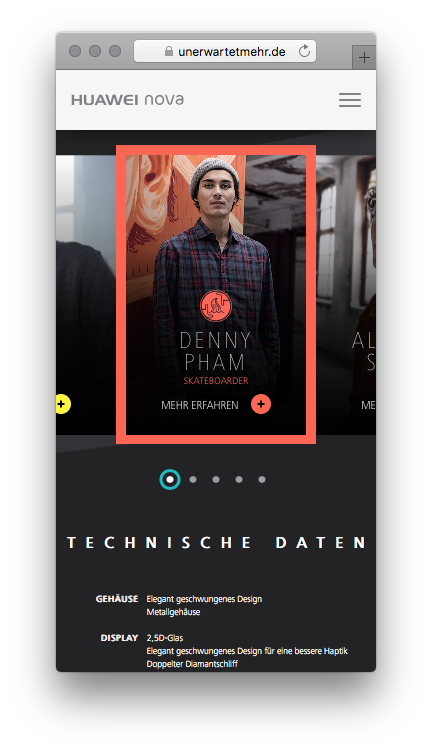 unerwartetmehr.de
HUAWEI nova
DENNY
PHAM
SKATEBOARDER
MEHR ERFAHREN
AL
S
ME
TECHNISCHE DATEN
GEHÄUSE Elegant geschwungenes Design
Metallgehäuse
DISPLAY 2,5D-Glas
Elegant geschwungenes Design für eine bessere Haptik
Doppelter Diamantschliff